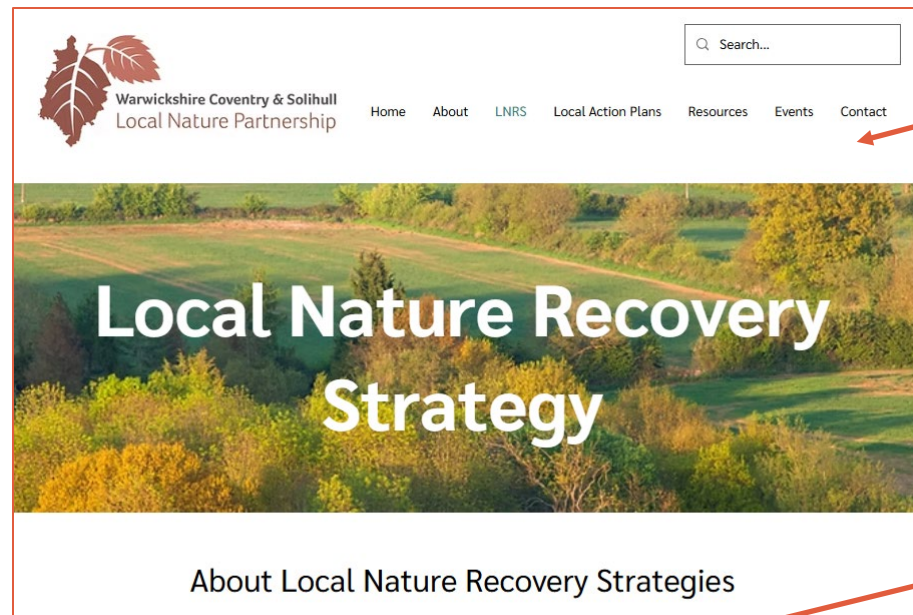 Search...
Warwickshire Coventry & Solihull
Local Nature Partnership
Home About LNRS Local Action Plans Resources Events Contact
Local Nature Recovery
Strategy
About Local Nature Recovery Strategies